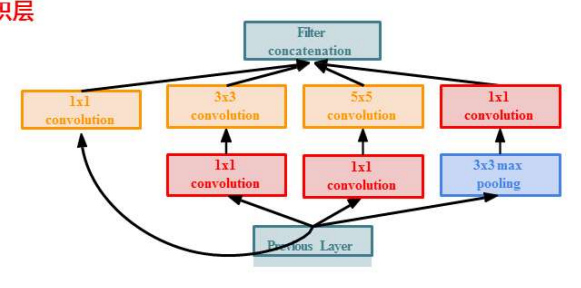 积层
Filter
concatenation
1x1
convolution
3x3
convolution
5x5
convolution
1x1
convolution
1x1
convolution
1x1
convolution
3x3 max
pooling
Previous Layer